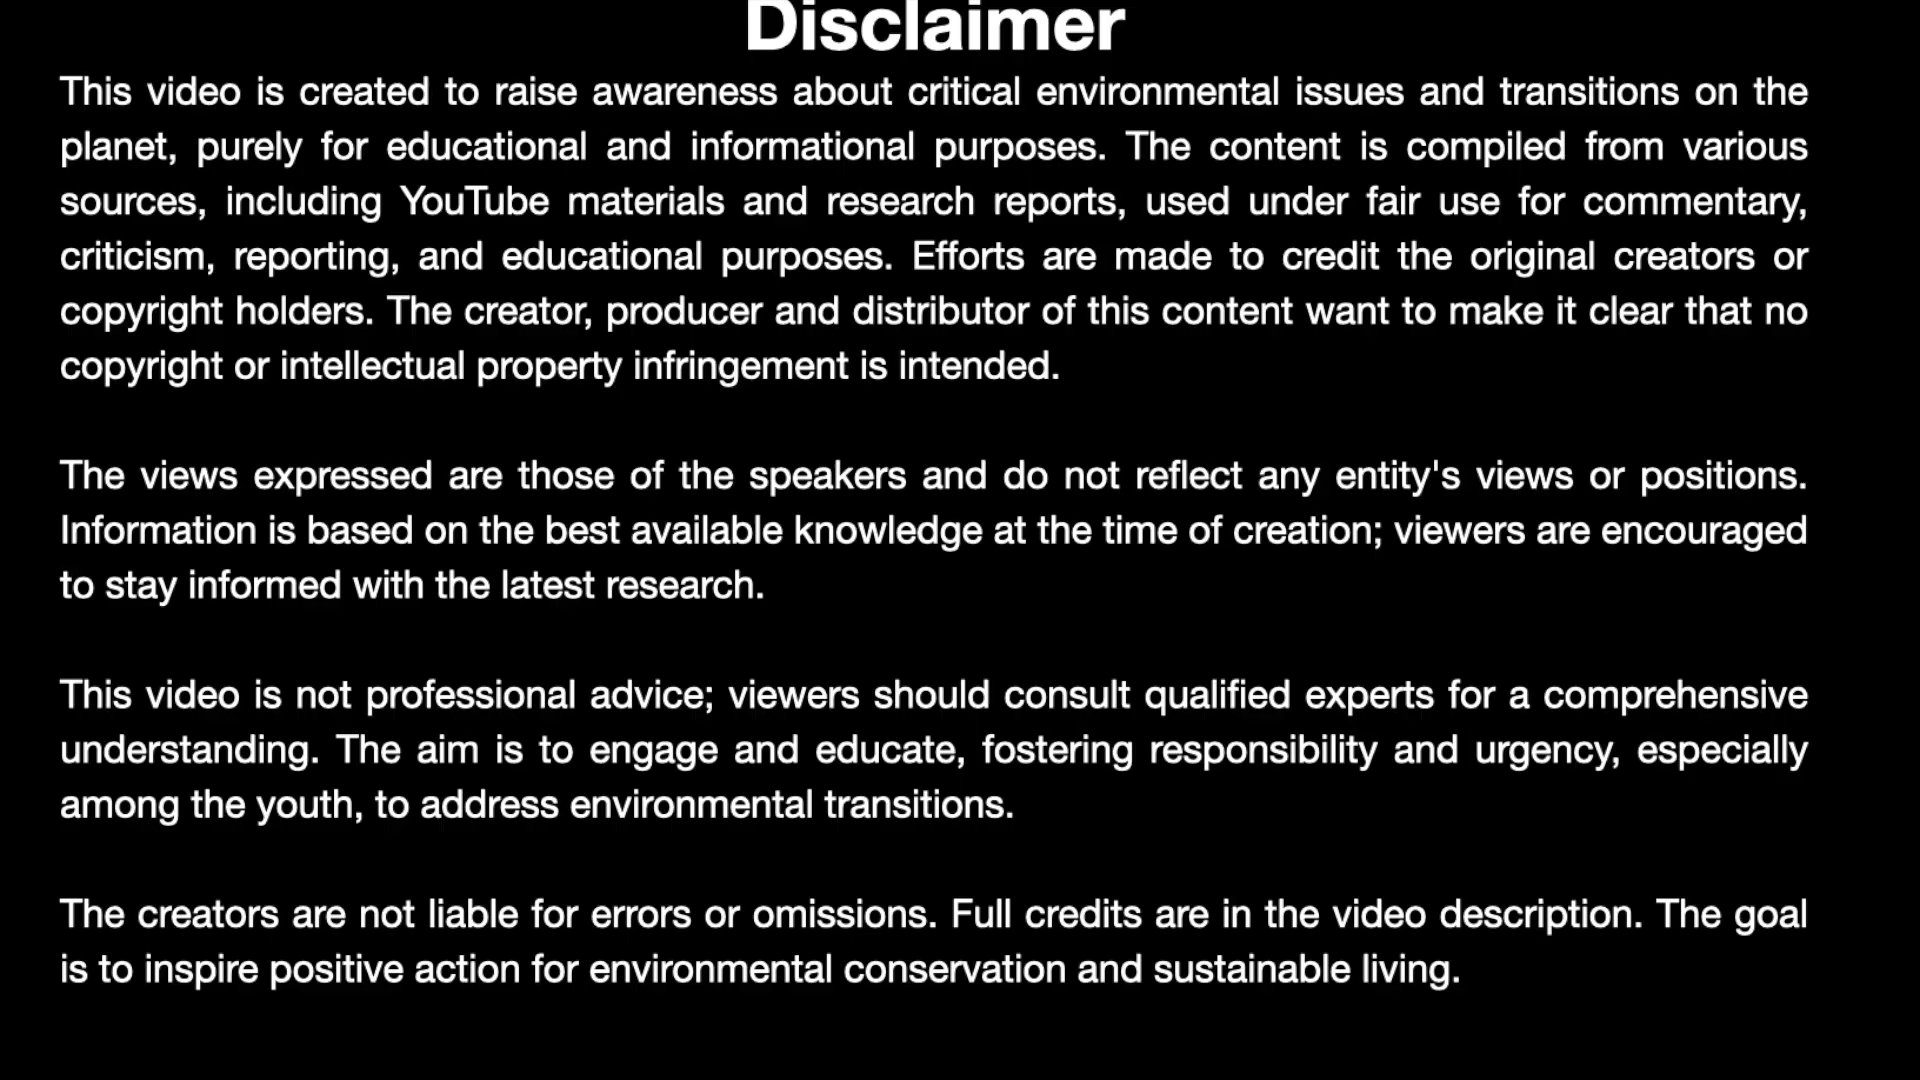 Disclaimer
This video is created to raise awareness about critical environmental issues and transitions on the
planet, purely for educational and informational purposes. The content is compiled from various
sources, including YouTube materials and research reports, used under fair use for commentary,
criticism, reporting, and educational purposes. Efforts are made to credit the original creators or
copyright holders. The creator, producer and distributor of this content want to make it clear that no
copyright or intellectual property infringement is intended.
The views expressed are those of the speakers and do not reflect any entity's views or positions.
Information is based on the best available knowledge at the time of creation; viewers are encouraged
to stay informed with the latest research.
This video is not professional advice; viewers should consult qualified experts for a comprehensive
understanding. The aim is to engage and educate, fostering responsibility and urgency, especially
among the youth, to address environmental transitions.
The creators are not liable for errors or omissions. Full credits are in the video description. The goal
is to inspire positive action for environmental conservation and sustainable living.